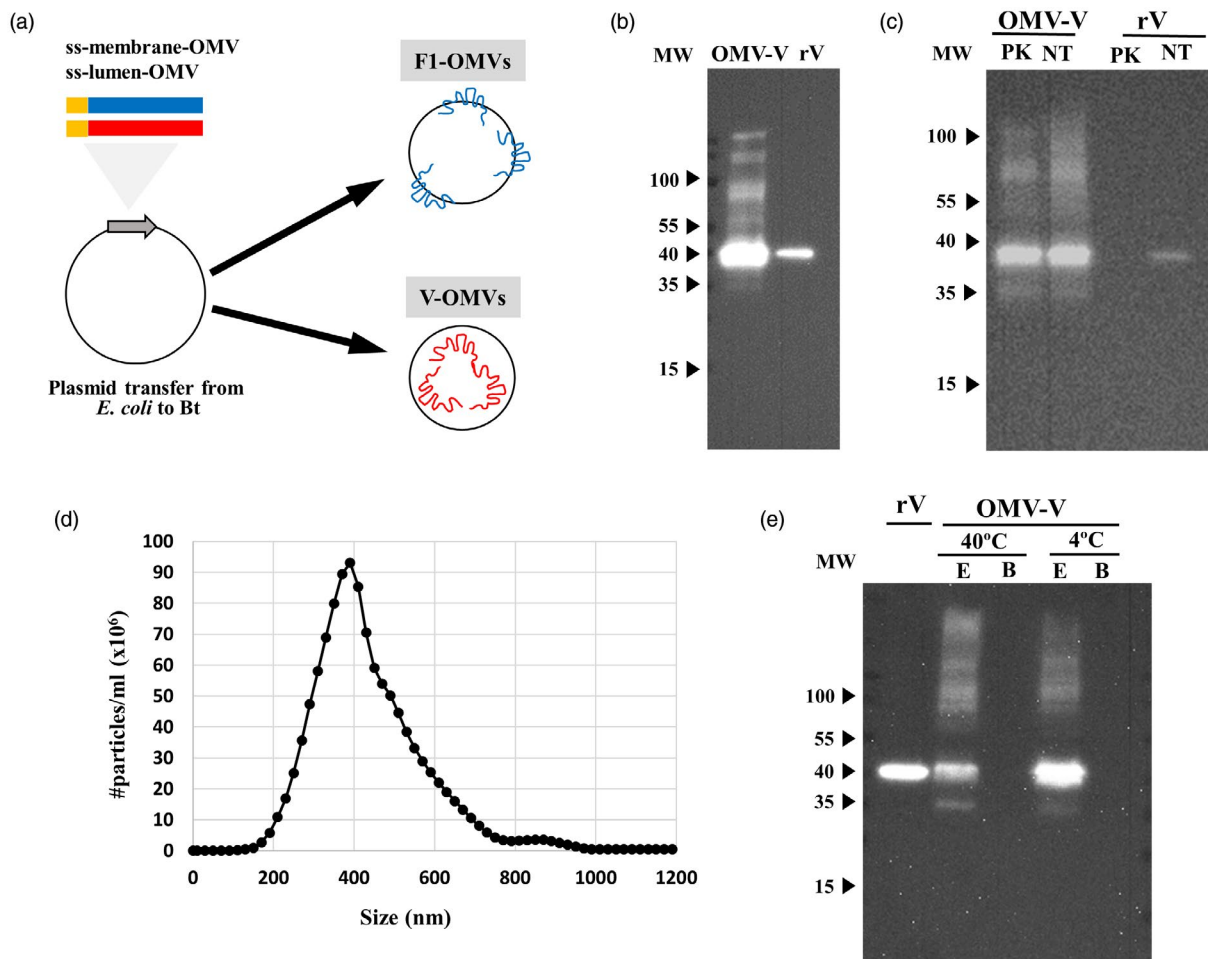 (a)
ss-membrane-OMV
ss-lumen-OMV
F1-OMVs
V-OMVs
Plasmid transfer from
E. coli to Bt
(b)
MW OMV-V rV
100
55
40
35
15
(c)
OMV-V rV
PK NT PK NT
100
55
40
35
15
(d)
#particles/ml (x10⁶)
100
90
80
70
60
50
40
30
20
10
0
0 200 400 600 800 1000 1200
Size (nm)
(e)
rV OMV-V
40ºC 4ºC
MW E B E B
100
55
40
35
15